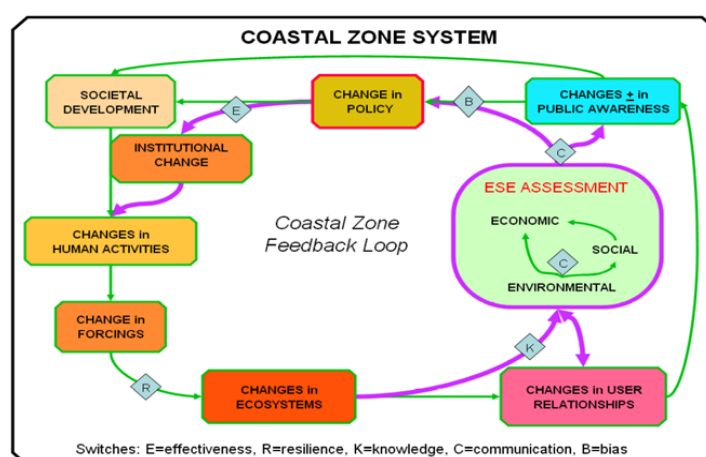 COASTAL ZONE SYSTEM
SOCIETAL
DEVELOPMENT
E
CHANGE in
POLICY
B
CHANGES ± in
PUBLIC AWARENESS
INSTITUTIONAL
CHANGE
C
ESE ASSESSMENT
ECONOMIC
SOCIAL
C
ENVIRONMENTAL
Coastal Zone
Feedback Loop
CHANGES in
HUMAN ACTIVITIES
CHANGE in
FORCINGS
R
CHANGES in
ECOSYSTEMS
K
CHANGES in USER
RELATIONSHIPS
Switches: E=effectiveness, R=resilience, K=knowledge, C=communication, B=bias